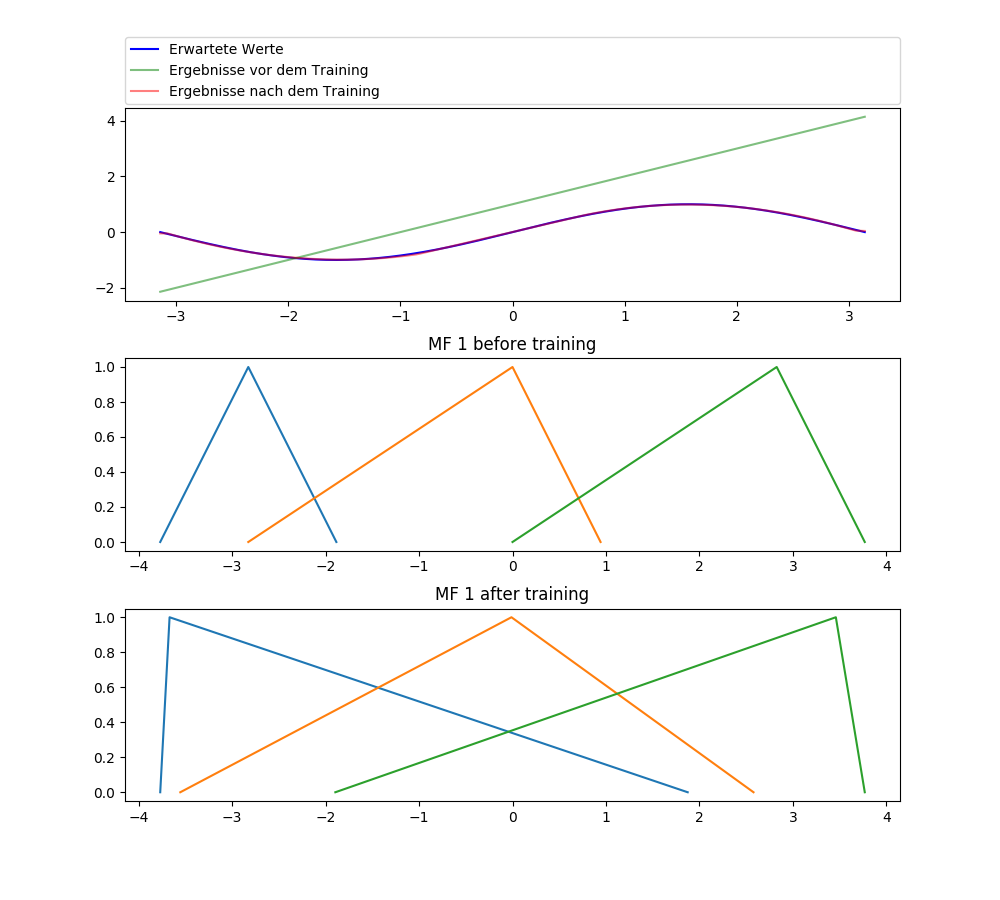 Erwartete Werte
Ergebnisse vor dem Training
Ergebnisse nach dem Training
4
2
0
−2
−3 −2 −1 0 1 2 3
MF 1 before training
1.0
0.8
0.6
0.4
0.2
0.0
−4 −3 −2 −1 0 1 2 3 4
MF 1 after training
1.0
0.8
0.6
0.4
0.2
0.0
−4 −3 −2 −1 0 1 2 3 4